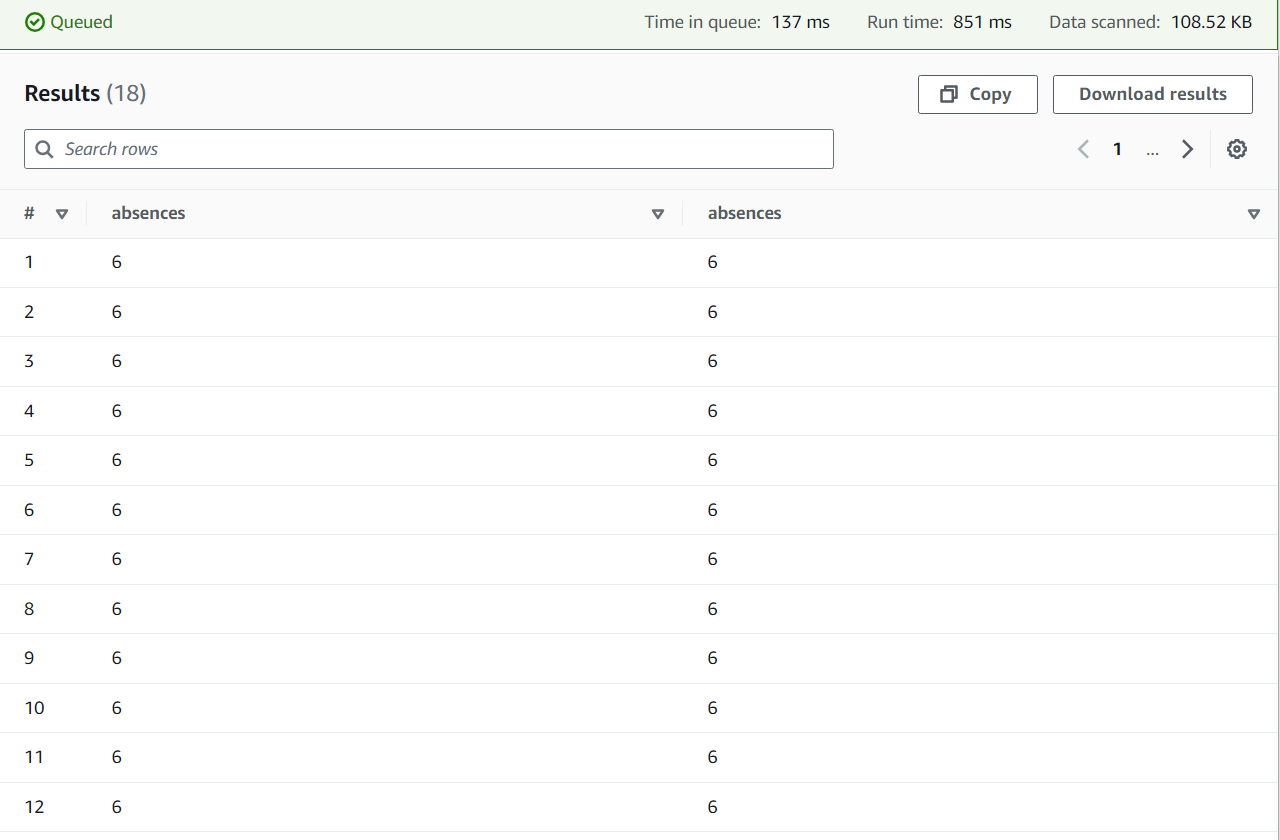 Queued Time in queue: 137 ms Run time: 851 ms Data scanned: 108.52 KB
Results (18) Copy Download results
Search rows 1 ...
# absences absences
1 6 6
2 6 6
3 6 6
4 6 6
5 6 6
6 6 6
7 6 6
8 6 6
9 6 6
10 6 6
11 6 6
12 6 6